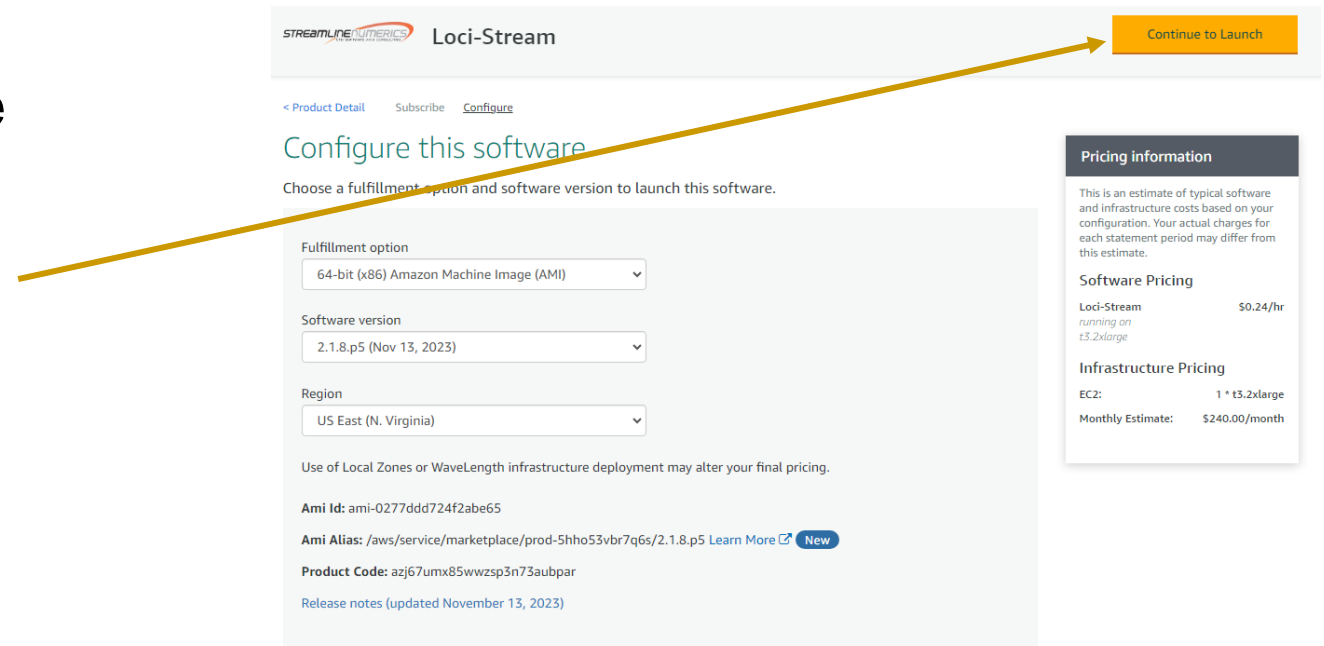 STREAMLINE NUMERICS
Loci-Stream
Continue to Launch
e
< Product Detail Subscribe Configure
Configure this software
Choose a fulfillment option and software version to launch this software.
Fulfillment option
64-bit (x86) Amazon Machine Image (AMI)
Software version
2.1.8.p5 (Nov 13, 2023)
Region
US East (N. Virginia)
Use of Local Zones or WaveLength infrastructure deployment may alter your final pricing.
Ami Id: ami-0277ddd724f2abe65
Ami Alias: /aws/service/marketplace/prod-5hho53vbr7q6s/2.1.8.p5 Learn More New
Product Code: azj67umx85wwzsp3n73aubpar
Release notes (updated November 13, 2023)
Pricing information
This is an estimate of typical software
and infrastructure costs based on your
configuration. Your actual charges for
each statement period may differ from
this estimate.
Software Pricing
Loci-Stream $0.24/hr
running on
t3.2xlarge
Infrastructure Pricing
EC2: 1 * t3.2xlarge
Monthly Estimate: $240.00/month